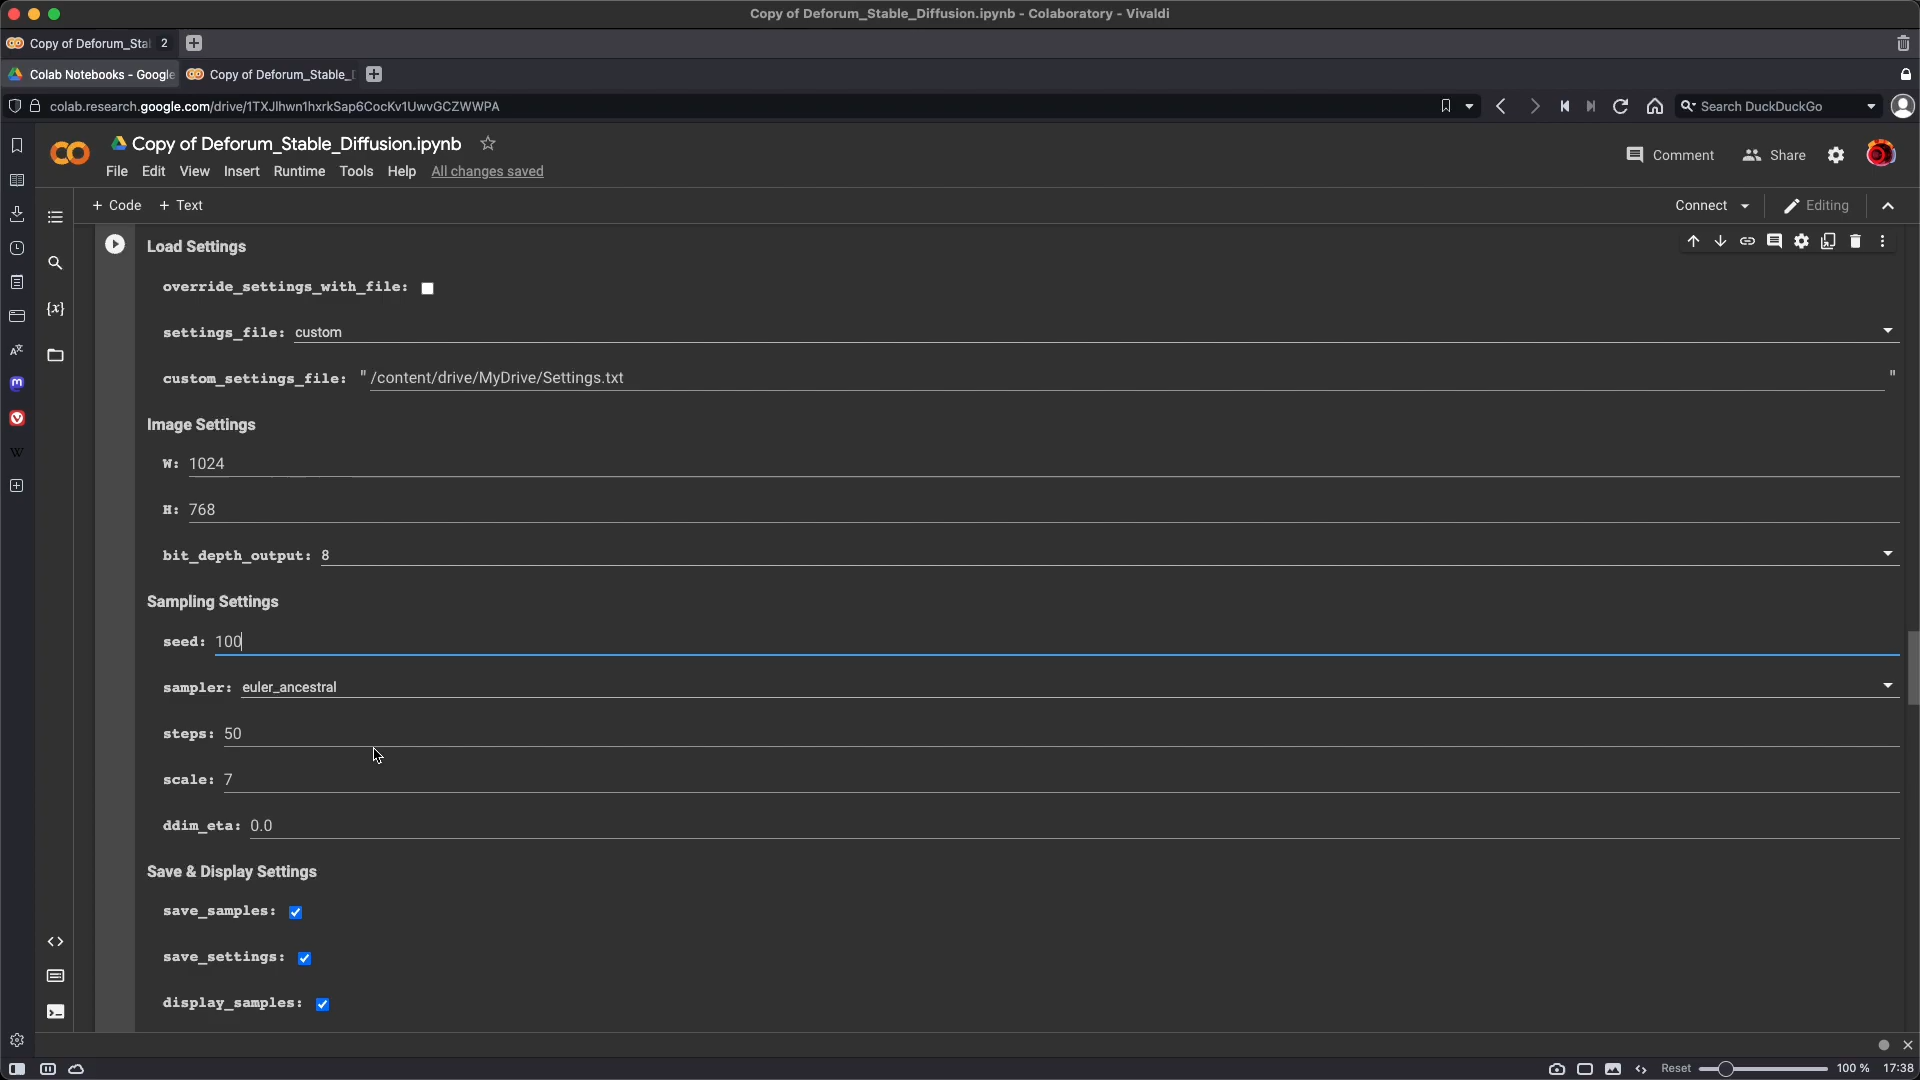 Copy of Deforum_Stable_Diffusion.ipynb - Colaboratory - Vivaldi
Copy of Deforum_Sta 2
Colab Notebooks - Google
Copy of Deforum_Stable_
colab.research.google.com/drive/1TXJlhwn1hxrkSap6CocKv1UwvGCZWWPA
Search DuckDuckGo
Copy of Deforum_Stable_Diffusion.ipynb
Comment
Share
File Edit View Insert Runtime Tools Help All changes saved
+ Code + Text
Connect
Editing
Load Settings
override_settings_with_file:
{x}
settings_file: custom
custom_settings_file: "/content/drive/MyDrive/Settings.txt"
Image Settings
W: 1024
H: 768
bit_depth_output: 8
Sampling Settings
seed: 100
sampler: euler_ancestral
steps: 50
scale: 7
ddim_eta: 0.0
Save & Display Settings
save_samples:
save_settings:
display_samples:
Reset 100 % 17:38